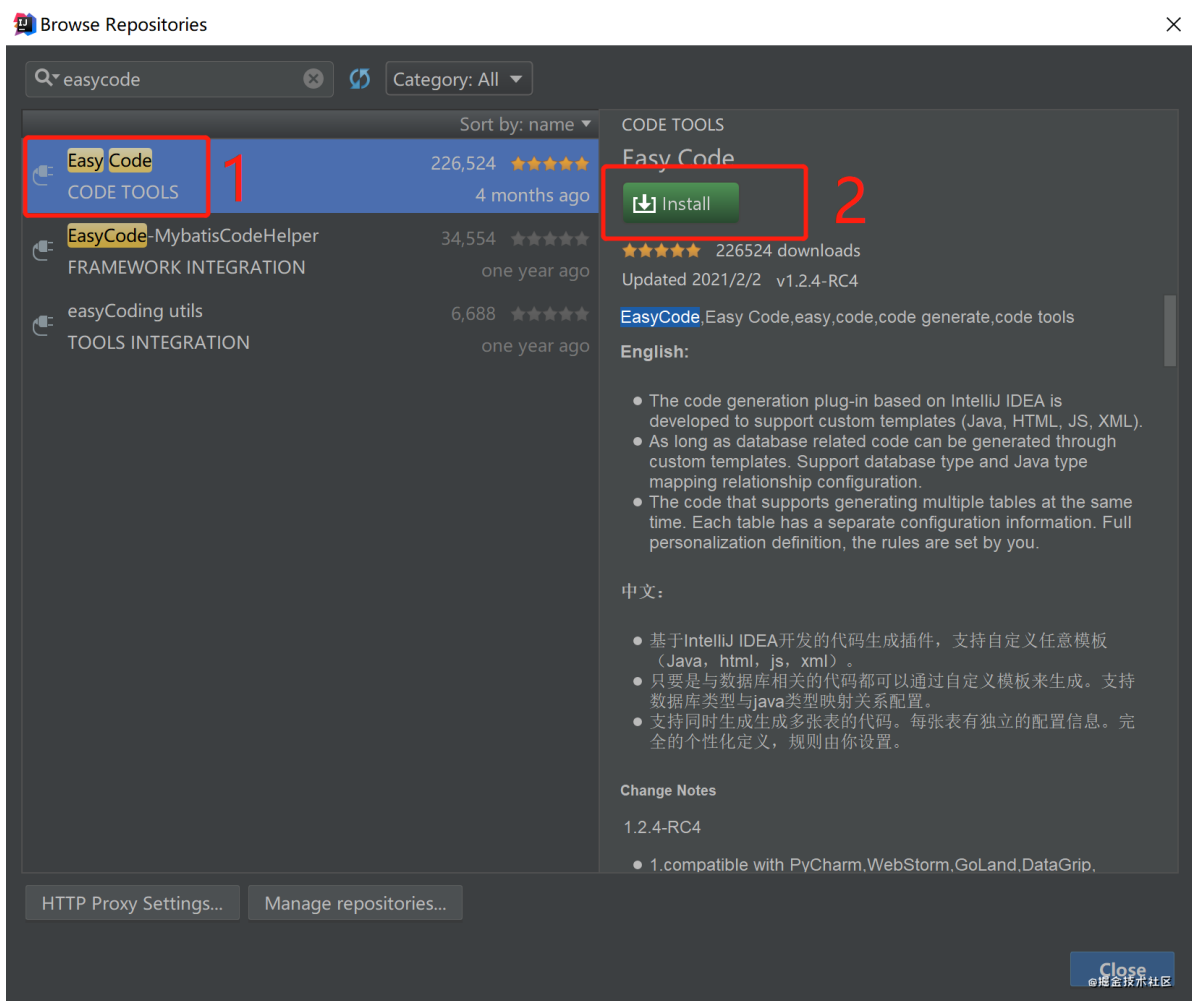 Browse Repositories
easycode
Category: All
Sort by: name
Easy Code
226,524
CODE TOOLS
4 months ago
1
EasyCode-MybatisCodeHelper
34,554
FRAMEWORK INTEGRATION
one year ago
easyCoding utils
6,688
TOOLS INTEGRATION
one year ago
CODE TOOLS
Easy Code
Install
2
226524 downloads
Updated 2021/2/2 v1.2.4-RC4
EasyCode,Easy Code,easy,code,code generate,code tools
English:
● The code generation plug-in based on IntelliJ IDEA is
developed to support custom templates (Java, HTML, JS, XML).
● As long as database related code can be generated through
custom templates. Support database type and Java type
mapping relationship configuration.
● The code that supports generating multiple tables at the same
time. Each table has a separate configuration information. Full
personalization definition, the rules are set by you.
中文：
● 基于IntelliJ IDEA开发的代码生成插件，支持自定义任意模板
（Java，html，js，xml）。
● 只要是与数据库相关的代码都可以通过自定义模板来生成。支持
数据库类型与java类型映射关系配置。
● 支持同时生成生成多张表的代码。每张表有独立的配置信息。完
全的个性化定义，规则由你设置。
Change Notes
1.2.4-RC4
● 1.compatible with PyCharm,WebStorm,GoLand,DataGrip,
HTTP Proxy Settings...
Manage repositories...
Close
@掘金技术社区